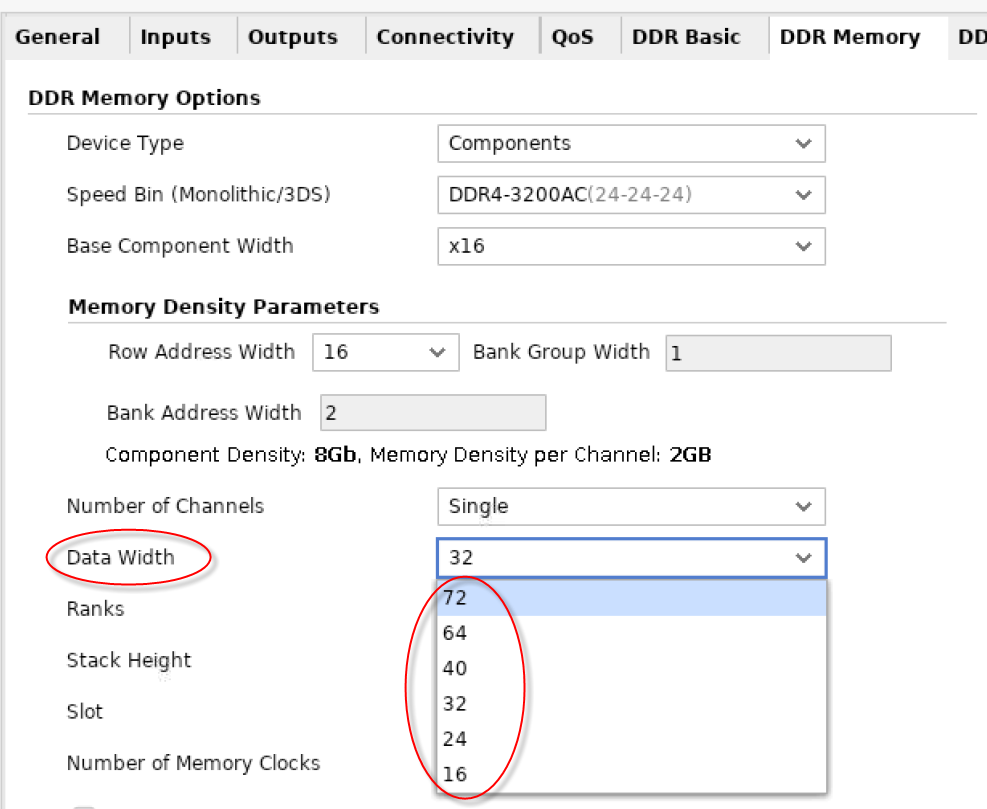 General Inputs Outputs Connectivity QoS DDR Basic DDR Memory DD
DDR Memory Options
Device Type Components
Speed Bin (Monolithic/3DS) DDR4-3200AC(24-24-24)
Base Component Width x16
Memory Density Parameters
Row Address Width 16 Bank Group Width 1
Bank Address Width 2
Component Density: 8Gb, Memory Density per Channel: 2GB
Number of Channels Single
Data Width 32
72
Ranks
64
Stack Height 40
32
Slot
24
Number of Memory Clocks
16